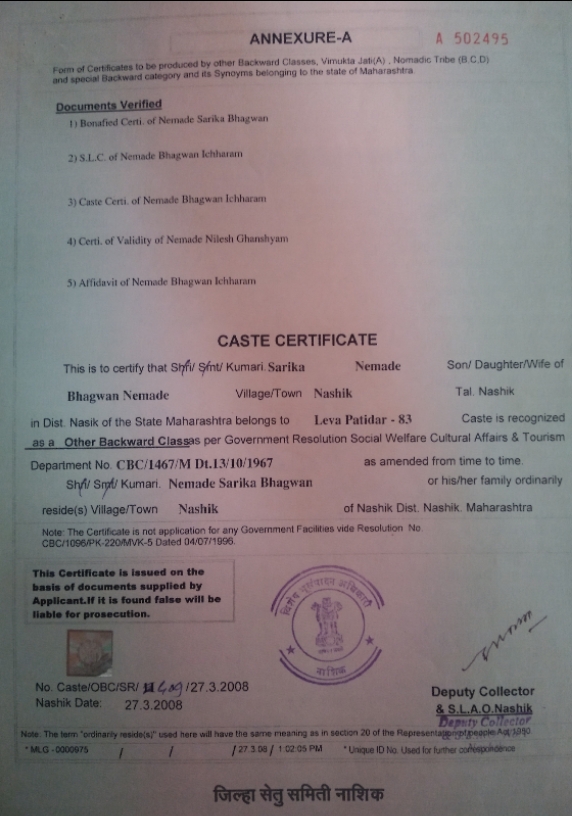 ANNEXURE-A
A 502495
Form of Certificates to be produced by other Backward Classes, Vimukta Jati(A) , Nomadic Tribe (B.C,D)
and special Backward category and its Synoyms belonging to the state of Maharashtra
Documents Verified
1) Bonafied Certi. of Nemade Sarika Bhagwan
2) S.L.C. of Nemade Bhagwan Ichharam
3) Caste Certi. of Nemade Bhagwan Ichharam
4) Certi. of Validity of Nemade Nilesh Ghanshyam
5) Affidavit of Nemade Bhagwan Ichharam
CASTE CERTIFICATE
This is to certify that Shri/ Smt/ Kumari. Sarika Nemade Son/ Daughter/Wife of
Bhagwan Nemade Village/Town Nashik Tal. Nashik
in Dist. Nasik of the State Maharashtra belongs to Leva Patidar - 83 Caste is recognized
as a Other Backward Class as per Government Resolution Social Welfare Cultural Affairs & Tourism
Department No. CBC/1467/M Dt.13/10/1967 as amended from time to time.
Shri/ Smt/ Kumari. Nemade Sarika Bhagwan or his/her family ordinarily
reside(s) Village/Town Nashik of Nashik Dist. Nashik. Maharashtra
Note: The Certificate is not application for any Government Facilities vide Resolution No.
CBC/1096/PK-220/MVK-5 Dated 04/07/1996.
This Certificate is issued on the
basis of documents supplied by
Applicant.If it is found false will be
liable for prosecution.
विशेष भूसंपादन अधिकारी
नाशिक
No. Caste/OBC/SR/ /27.3.2008
Nashik Date: 27.3.2008
Deputy Collector
& S.L.A.O.Nashik
Deputy Collector
Note: The term "ordinarily reside(s)" used here will have the same meaning as in section 20 of the Representation of people Act,
* MLG -0000975 / / / 27.3.08 / 1:02:05 PM * Unique ID No. Used for further correspondence
जिल्हा सेतु समिती नाशिक